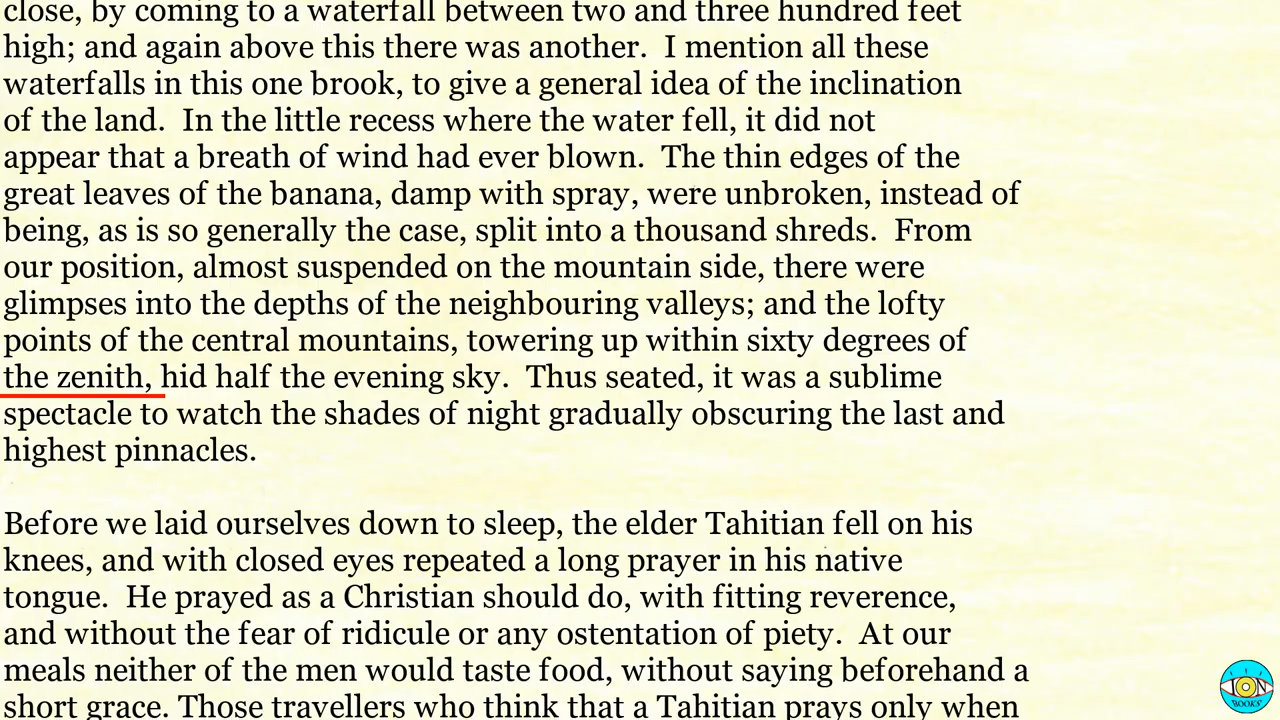 close, by coming to a waterfall between two and three hundred feet
high; and again above this there was another.  I mention all these
waterfalls in this one brook, to give a general idea of the inclination
of the land.  In the little recess where the water fell, it did not
appear that a breath of wind had ever blown.  The thin edges of the
great leaves of the banana, damp with spray, were unbroken, instead of
being, as is so generally the case, split into a thousand shreds.  From
our position, almost suspended on the mountain side, there were
glimpses into the depths of the neighbouring valleys; and the lofty
points of the central mountains, towering up within sixty degrees of
the zenith, hid half the evening sky.  Thus seated, it was a sublime
spectacle to watch the shades of night gradually obscuring the last and
highest pinnacles.
Before we laid ourselves down to sleep, the elder Tahitian fell on his
knees, and with closed eyes repeated a long prayer in his native
tongue.  He prayed as a Christian should do, with fitting reverence,
and without the fear of ridicule or any ostentation of piety.  At our
meals neither of the men would taste food, without saying beforehand a
short grace. Those travellers who think that a Tahitian prays only when
ION
BOOKS